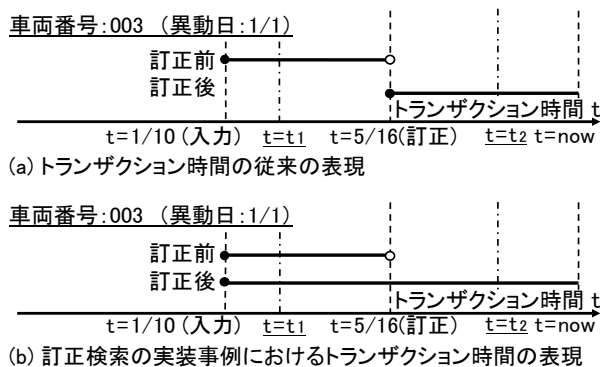 車両番号:003 （異動日:1/1）
訂正前
訂正後
トランザクション時間 t
t=1/10 (入力) t=t1 t=5/16(訂正) t=t2 t=now
(a) トランザクション時間の従来の表現
車両番号:003 （異動日:1/1）
訂正前
訂正後
トランザクション時間 t
t=1/10 (入力) t=t1 t=5/16(訂正) t=t2 t=now
(b) 訂正検索の実装事例におけるトランザクション時間の表現